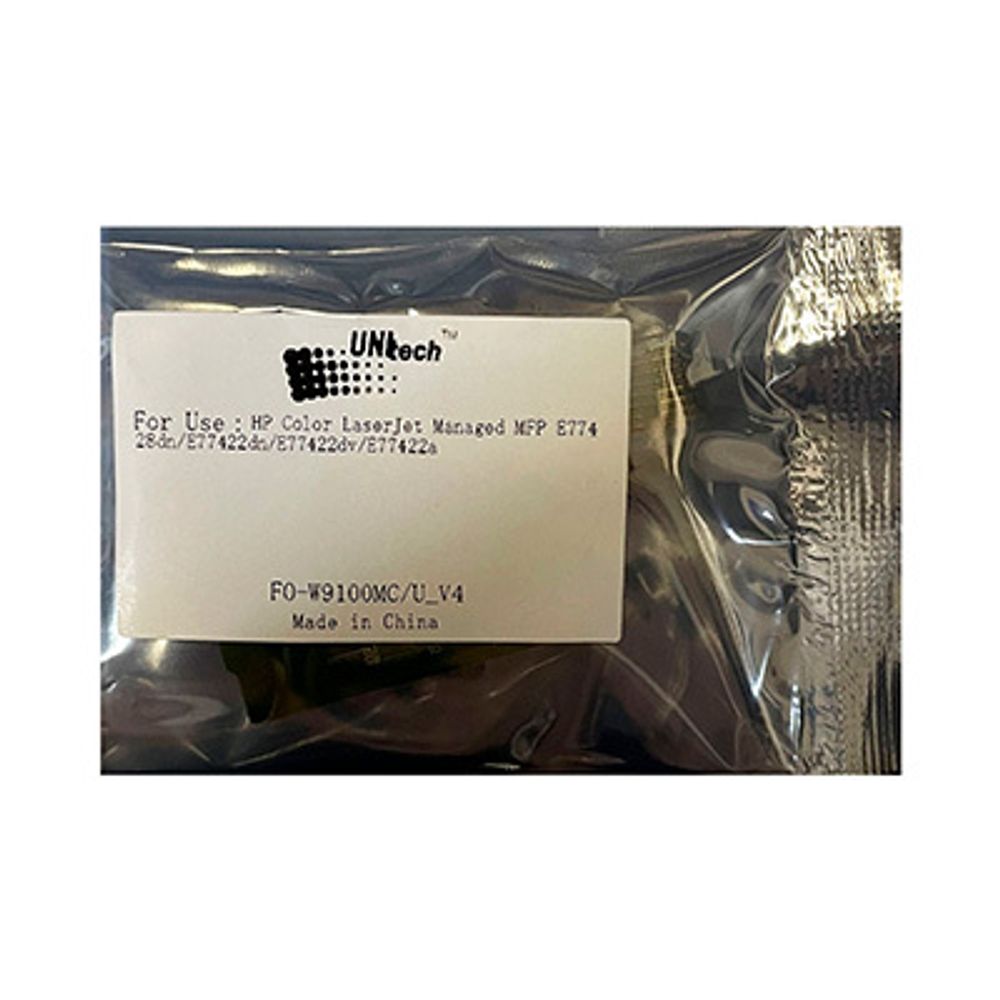 UNItech™
For Use : HP Color LaserJet Managed MFP E774
28dn/E77422dn/E77422dv/E77422a
FO-W9100MC/U_V4
Made in China